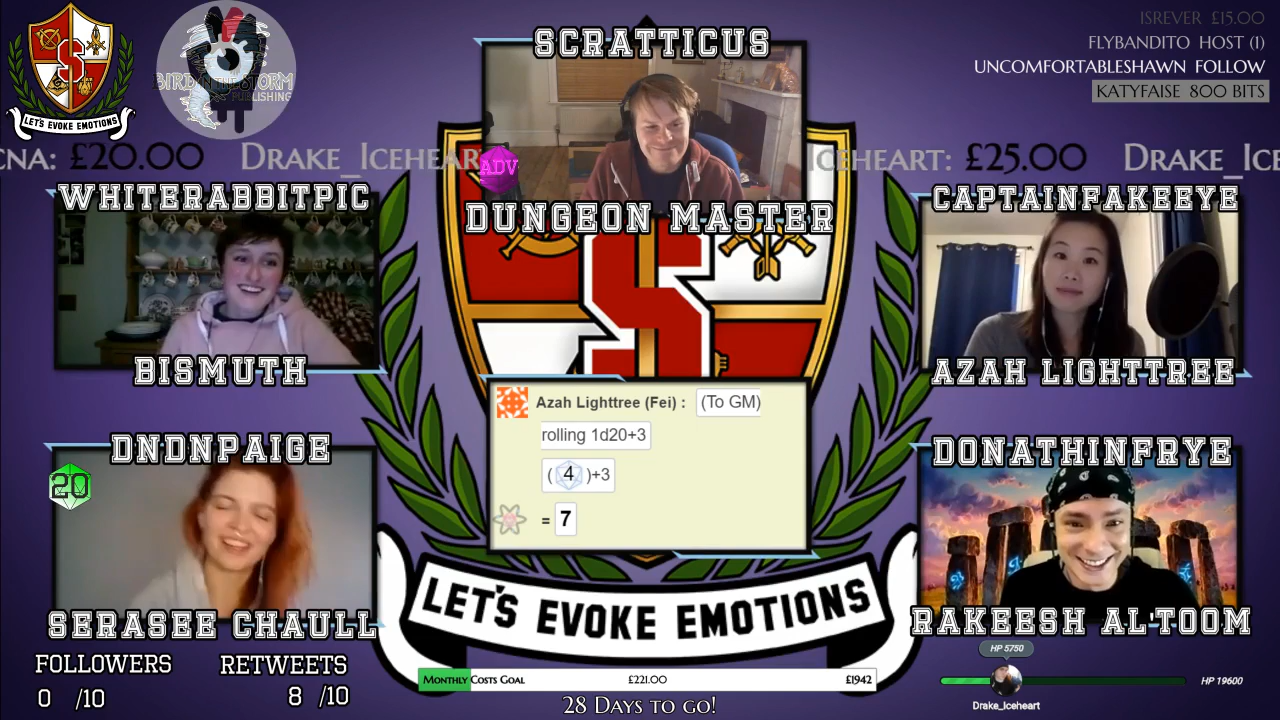 ISREVER £15.00
FLYBANDITO HOST (1)
UNCOMFORTABLESHAWN FOLLOW
KATYFAISE 800 BITS
S
LET'S EVOKE EMOTIONS
BIRD IN THE STORM
PUBLISHING
CNA: £20.00 DRAKE_ICEHEAR
ICEHEART: £25.00 DRAKE_ICE
SCRATTICUS
ADV
DUNGEON MASTER
WHITERABBITPIC
BISMUTH
CAPTAINFAKEEYE
AZAH LIGHTTREE
S
Azah Lighttree (Fei) : (To GM)
rolling 1d20+3
(4)+3
= 7
DNDNPAIGE
20
SERASEE CHAULL
DONATHINFRYE
RAKEESH ALTOOM
LET'S EVOKE EMOTIONS
FOLLOWERS
0 /10
RETWEETS
8 /10
MONTHLY COSTS GOAL £221.00 £1942
28 DAYS TO GO!
HP 5750
HP 19600
Drake_Iceheart